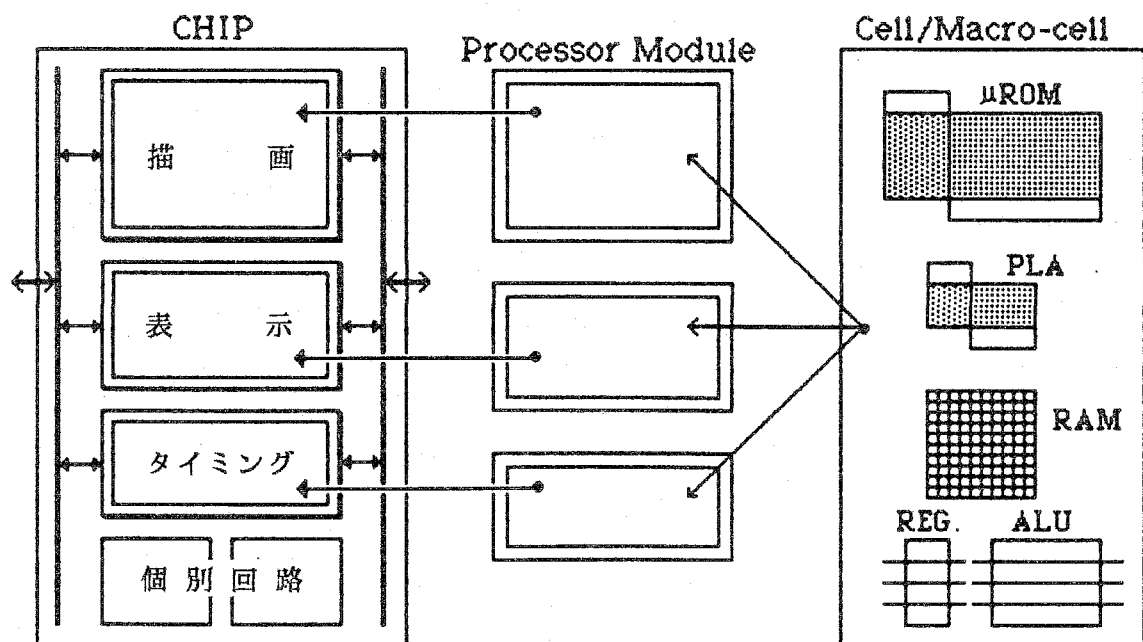 CHIP
Processor Module
Cell/Macro-cell
描 画
表 示
タイミング
個 別 回 路
μROM
PLA
RAM
REG.
ALU